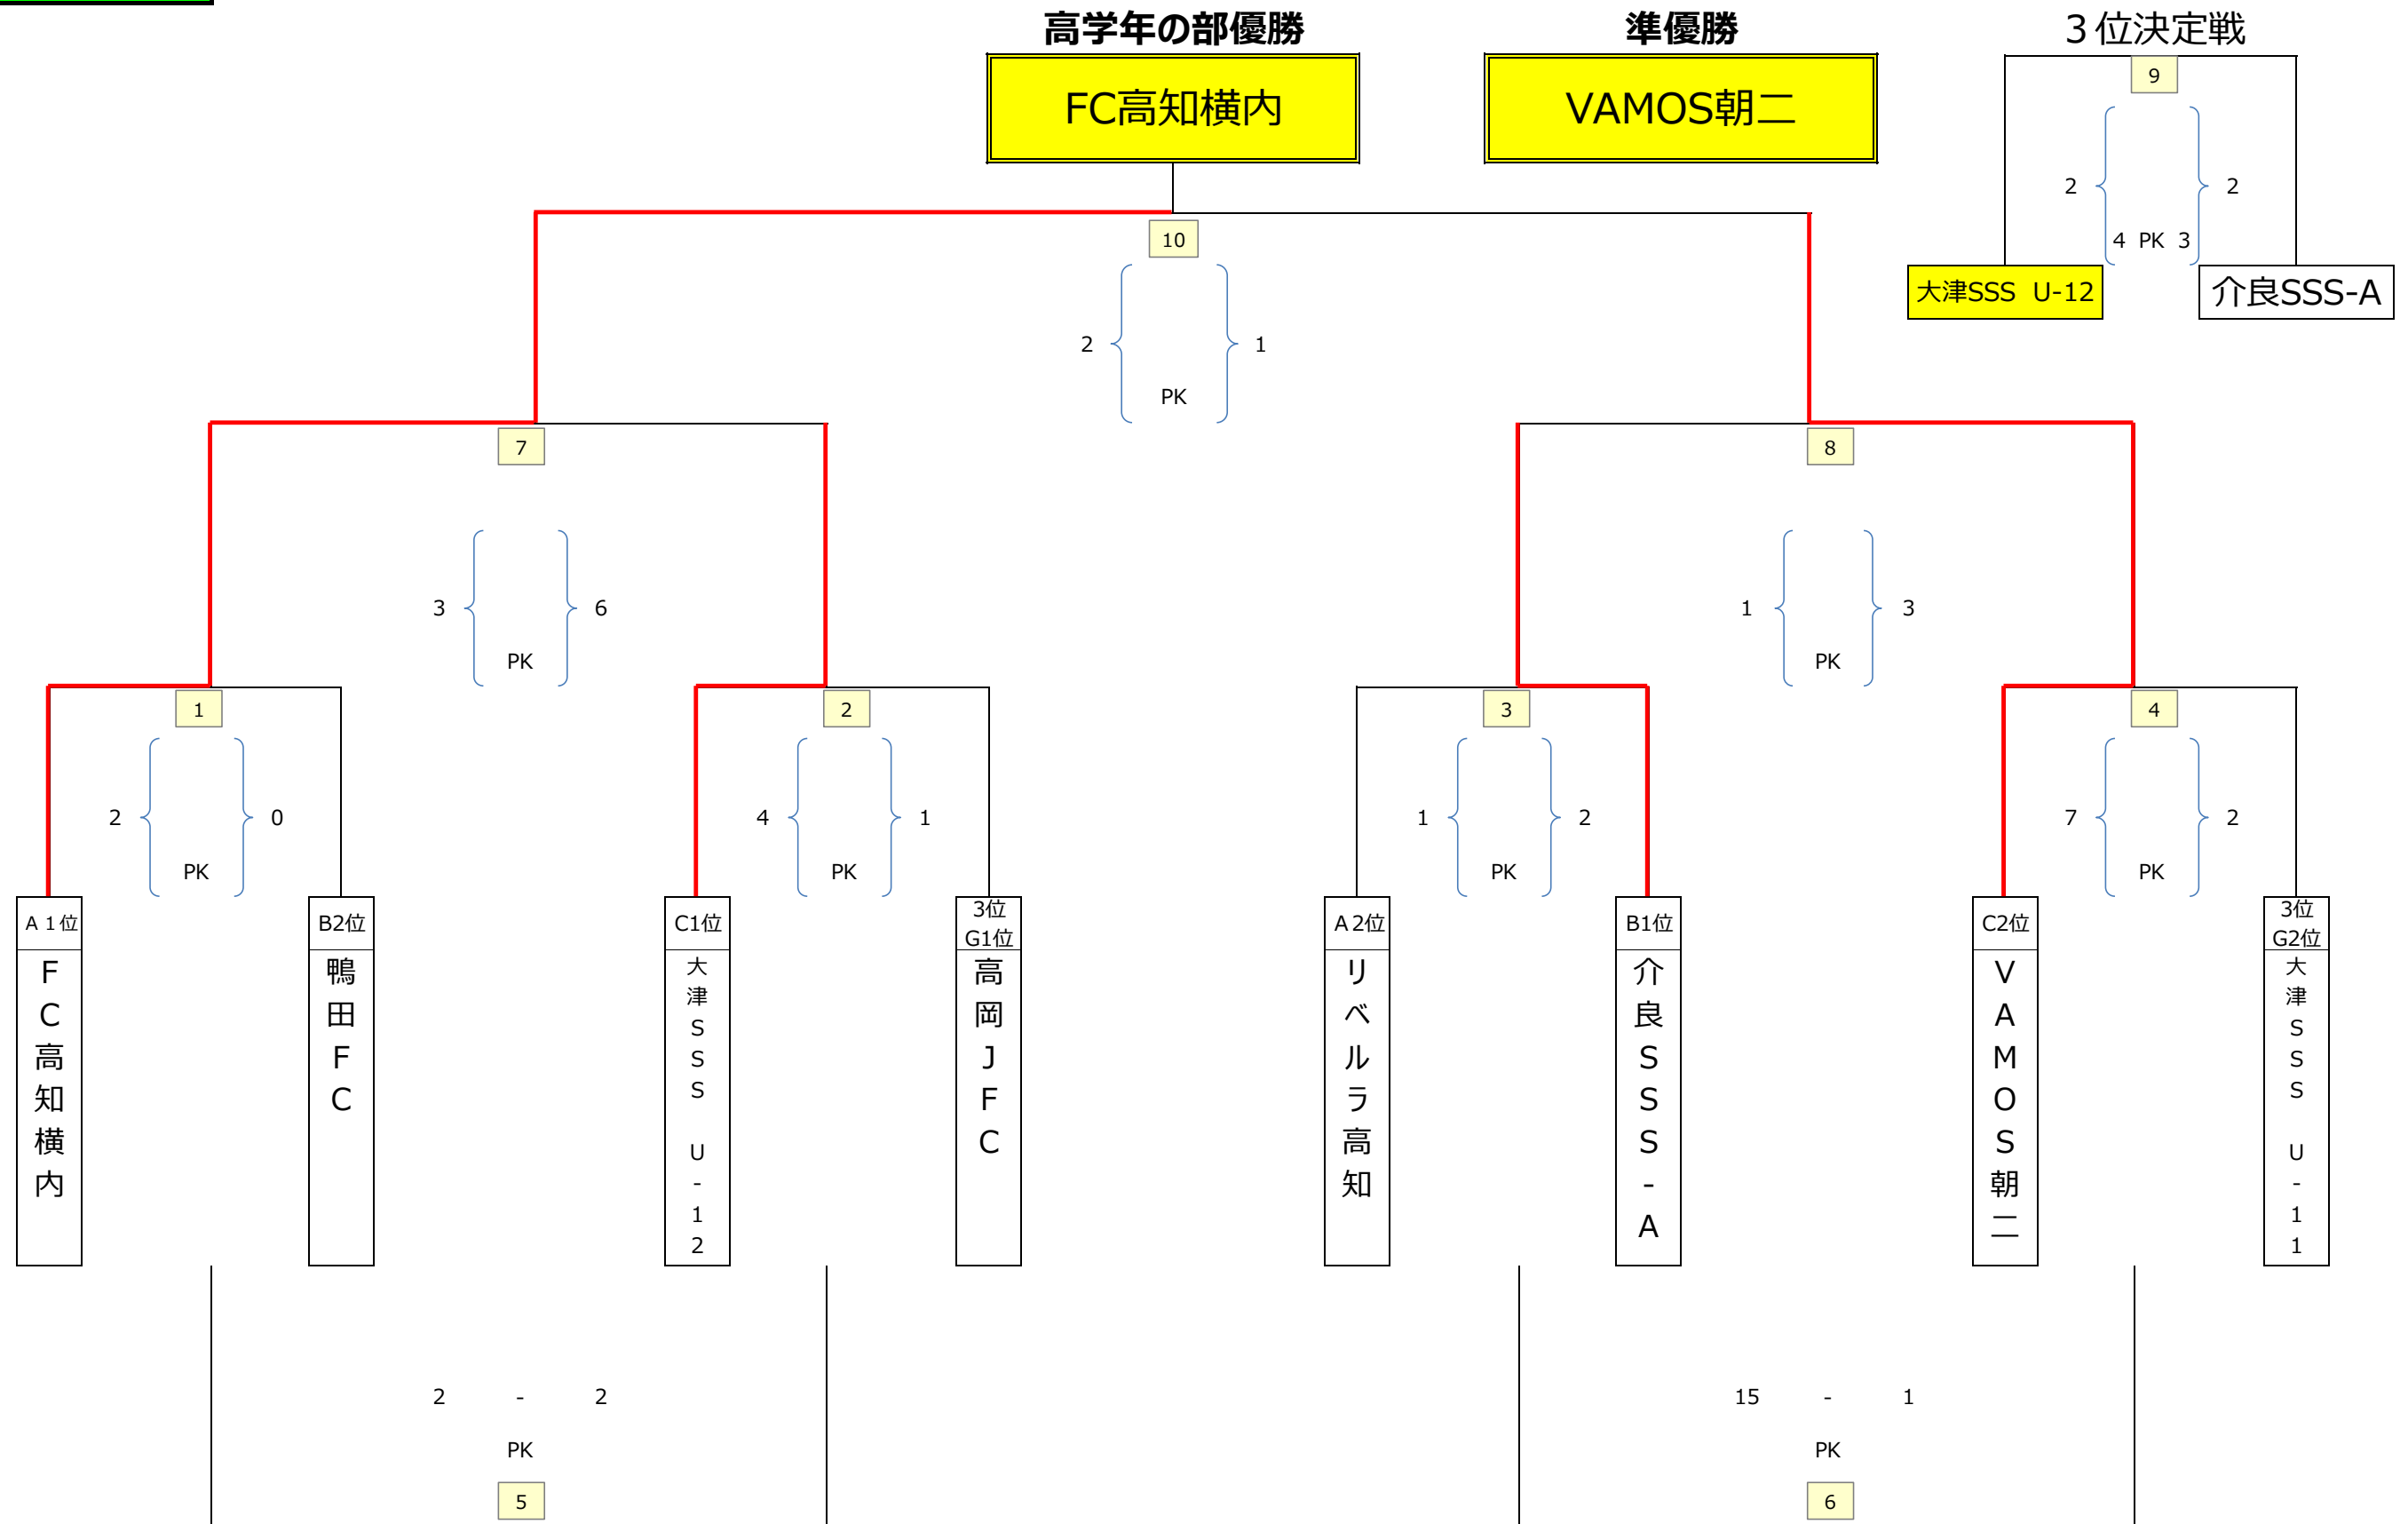 高学年の部優勝 準優勝 ３位決定戦
FC高知横内 VAMOS朝二
9
2 2
4 PK 3
大津SSS U-12 介良SSS-A
10
2 1
PK
7 8
3 6 1 3
PK PK
1 2 3 4
2 0 4 1 1 2 7 2
PK PK PK PK
A１位 B2位 C1位 3位 G1位 A2位 B1位 C2位 3位 G2位
FC高知横内
鴨田FC
大津SSS U-12
高岡JFC
リベルラ高知
介良SSS-A
VAMOS朝二
大津SSS U-11
2 - 2 15 - 1
PK PK
5 6